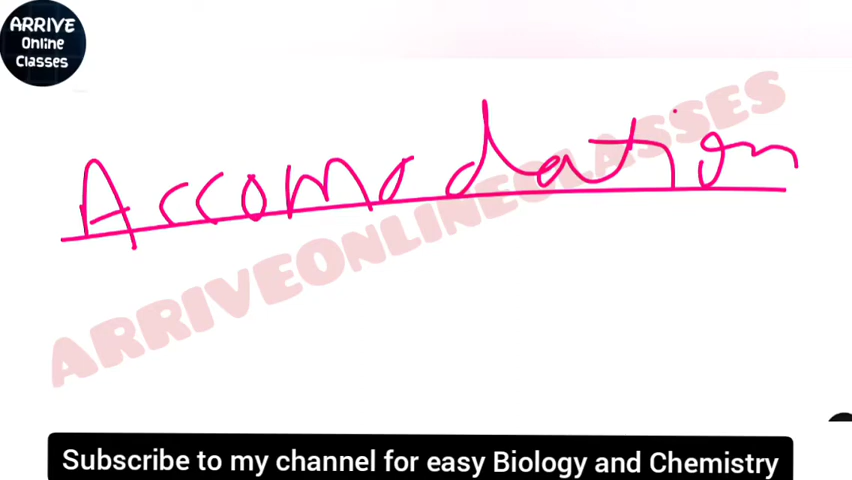 ARRIVE
Online
Classes
Accomodation
ARRIVEONLINECLASSES
Subscribe to my channel for easy Biology and Chemistry